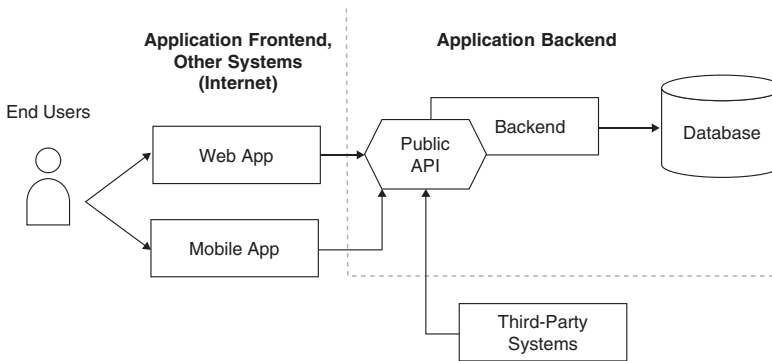 Application Frontend,
Other Systems
(Internet)
Application Backend
End Users
Web App
Mobile App
Public
API
Backend
Database
Third-Party
Systems